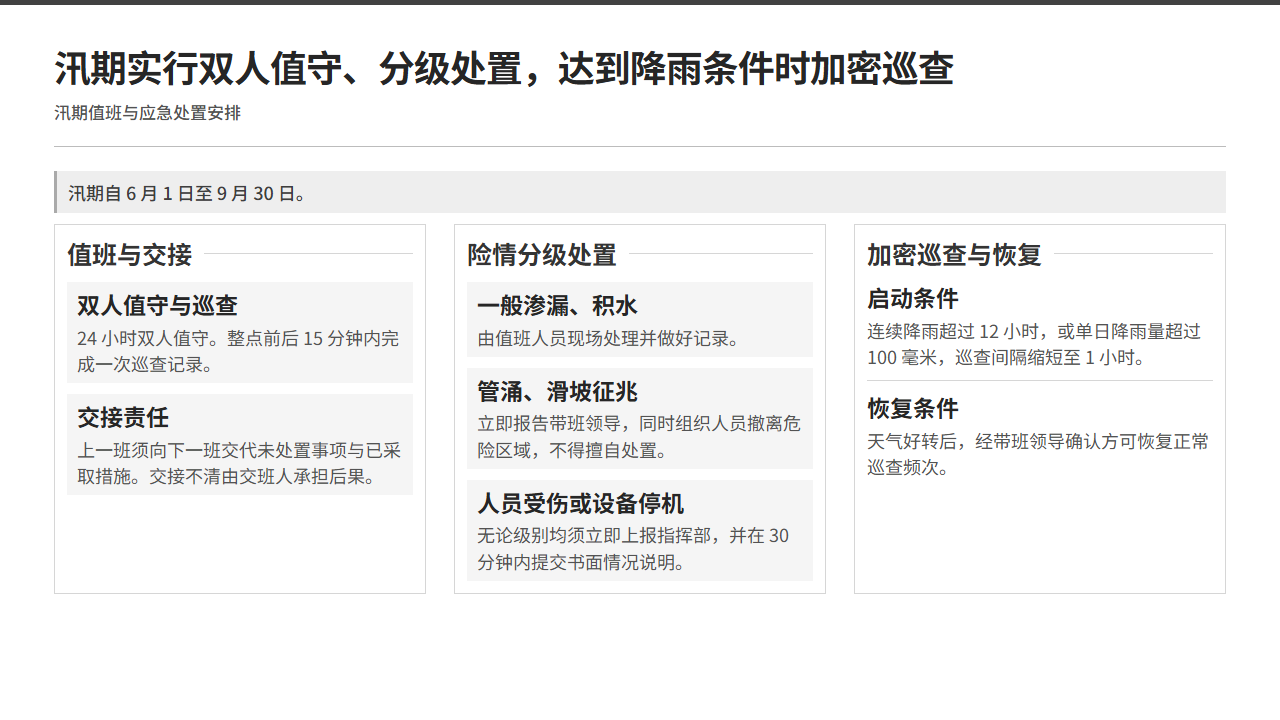 汛期实行双人值守、分级处置，达到降雨条件时加密巡查
汛期值班与应急处置安排
汛期自 6 月 1 日至 9 月 30 日。
值班与交接
双人值守与巡查
24 小时双人值守。整点前后 15 分钟内完
成一次巡查记录。
交接责任
上一班须向下一班交代未处置事项与已采
取措施。交接不清由交班人承担后果。
险情分级处置
一般渗漏、积水
由值班人员现场处理并做好记录。
管涌、滑坡征兆
立即报告带班领导，同时组织人员撤离危
险区域，不得擅自处置。
人员受伤或设备停机
无论级别均须立即上报指挥部，并在 30
分钟内提交书面情况说明。
加密巡查与恢复
启动条件
连续降雨超过 12 小时，或单日降雨量超过
100 毫米，巡查间隔缩短至 1 小时。
恢复条件
天气好转后，经带班领导确认方可恢复正常
巡查频次。